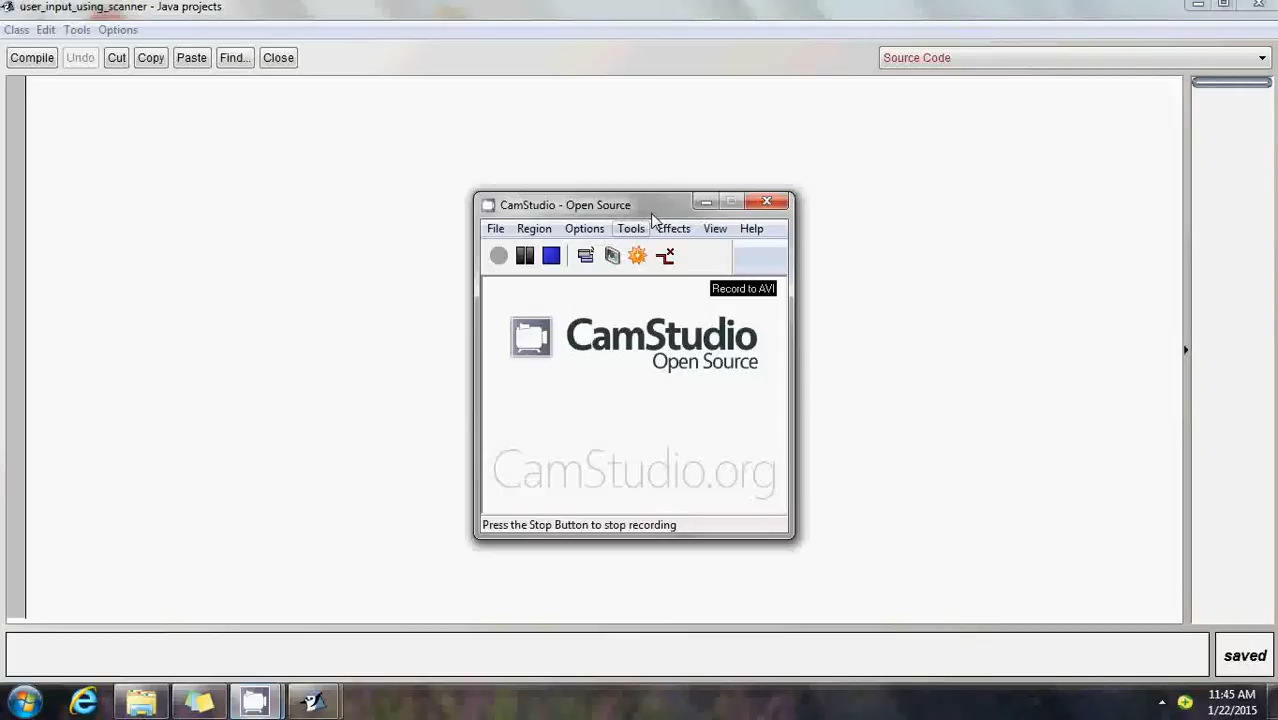 user_input_using_scanner - Java projects
Class Edit Tools Options
Compile Undo Cut Copy Paste Find... Close
Source Code
CamStudio - Open Source
File Region Options Tools Effects View Help
Record to AVI
CamStudio
Open Source
CamStudio.org
Press the Stop Button to stop recording
saved
11:45 AM
1/22/2015